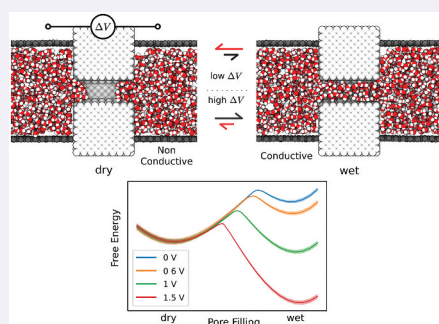 ΔV
low ΔV
high ΔV
Non
Conductive
Conductive
dry
wet
Free Energy
0 V
0 6 V
1 V
1.5 V
dry
Pore Filling
wet